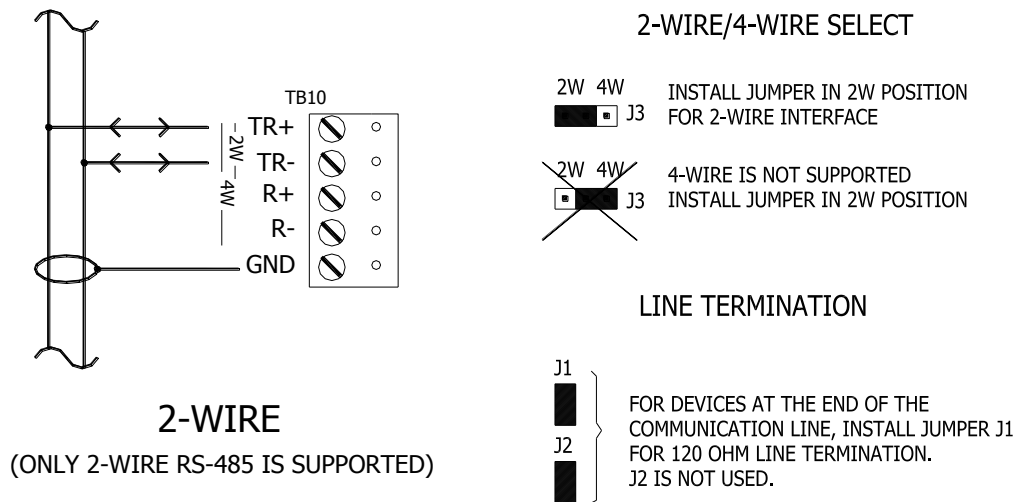 TB10
TR+
TR-
R+
R-
GND
2W
4W
2-WIRE
(ONLY 2-WIRE RS-485 IS SUPPORTED)
2-WIRE/4-WIRE SELECT
2W 4W
J3
INSTALL JUMPER IN 2W POSITION
FOR 2-WIRE INTERFACE
2W 4W
J3
4-WIRE IS NOT SUPPORTED
INSTALL JUMPER IN 2W POSITION
LINE TERMINATION
J1
J2
FOR DEVICES AT THE END OF THE
COMMUNICATION LINE, INSTALL JUMPER J1
FOR 120 OHM LINE TERMINATION.
J2 IS NOT USED.